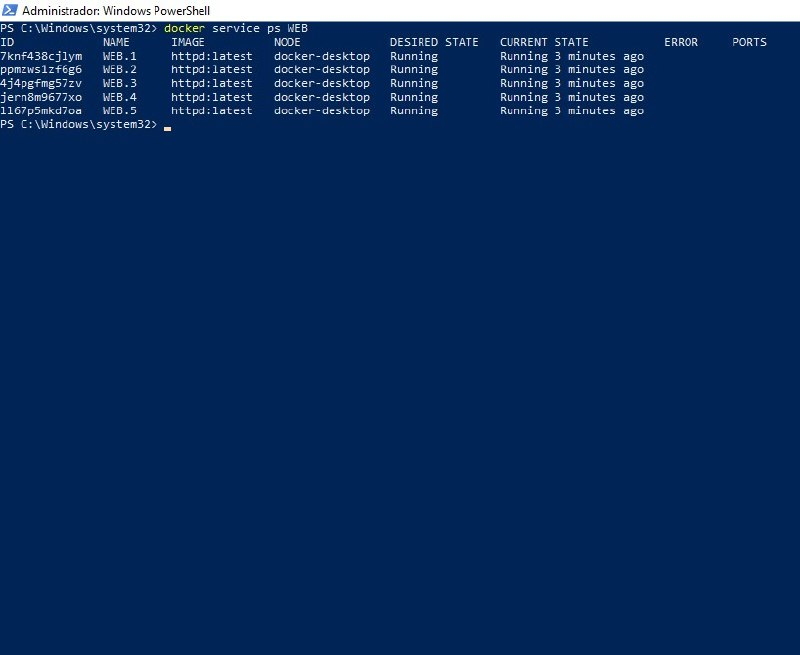 Administrador: Windows PowerShell
PS C:\Windows\system32> docker service ps WEB
ID NAME IMAGE NODE DESIRED STATE CURRENT STATE ERROR PORTS
7knf438cjlym WEB.1 httpd:latest docker-desktop Running Running 3 minutes ago
ppmzws1zf6g6 WEB.2 httpd:latest docker-desktop Running Running 3 minutes ago
4j4pgfmg57zv WEB.3 httpd:latest docker-desktop Running Running 3 minutes ago
jern8m9677xo WEB.4 httpd:latest docker-desktop Running Running 3 minutes ago
ll67p5mkd7oa WEB.5 httpd:latest docker-desktop Running Running 3 minutes ago
PS C:\Windows\system32>